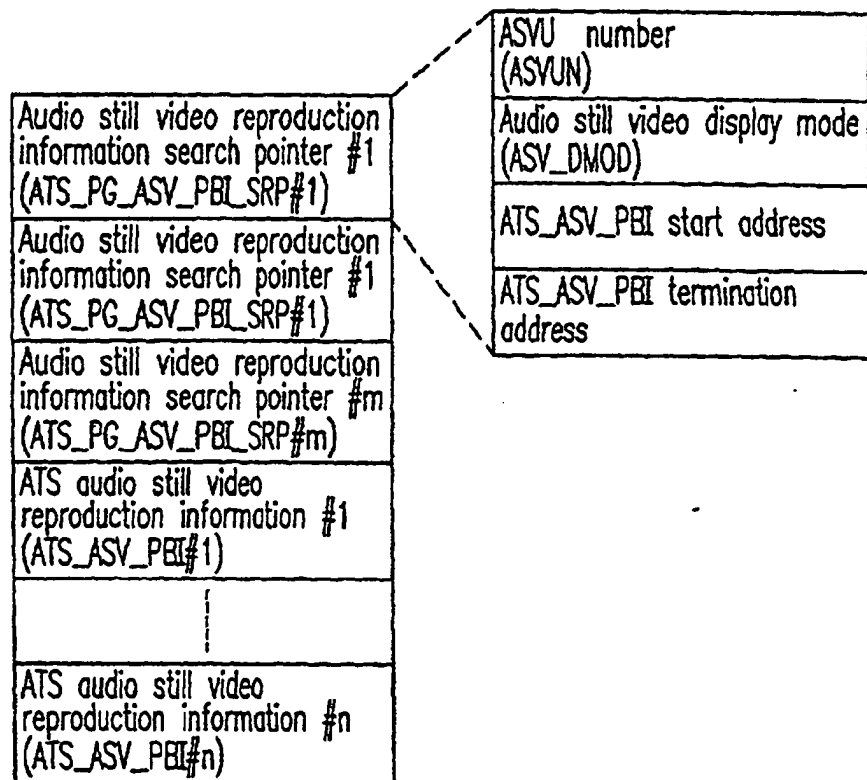 Audio still video reproduction
information search pointer #1
(ATS_PG_ASV_PBI_SRP#1)
Audio still video reproduction
information search pointer #1
(ATS_PG_ASV_PBI_SRP#1)
Audio still video reproduction
information search pointer #m
(ATS_PG_ASV_PBI_SRP#m)
ATS audio still video
reproduction information #1
(ATS_ASV_PBI#1)
ATS audio still video
reproduction information #n
(ATS_ASV_PBI#n)
ASVU number
(ASVUN)
Audio still video display mode
(ASV_DMOD)
ATS_ASV_PBI start address
ATS_ASV_PBI termination
address